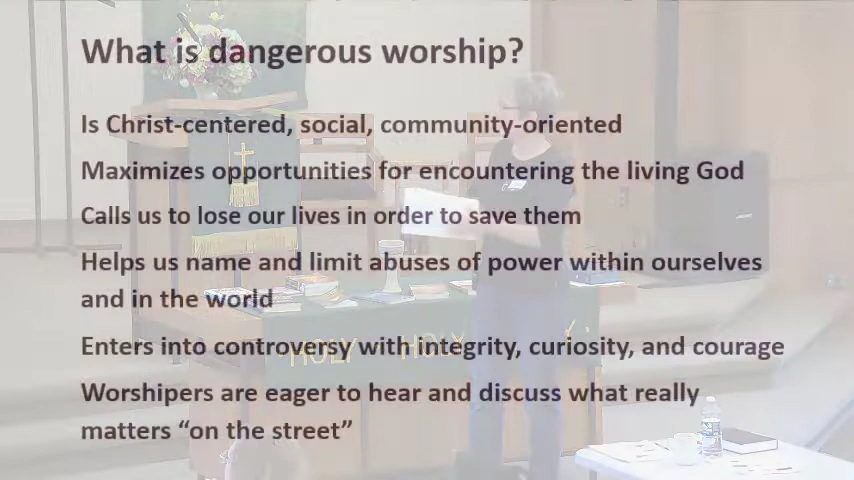 What is dangerous worship?
Is Christ-centered, social, community-oriented
Maximizes opportunities for encountering the living God
Calls us to lose our lives in order to save them
Helps us name and limit abuses of power within ourselves
and in the world
Enters into controversy with integrity, curiosity, and courage
Worshipers are eager to hear and discuss what really
matters “on the street”
HOLY HOLY